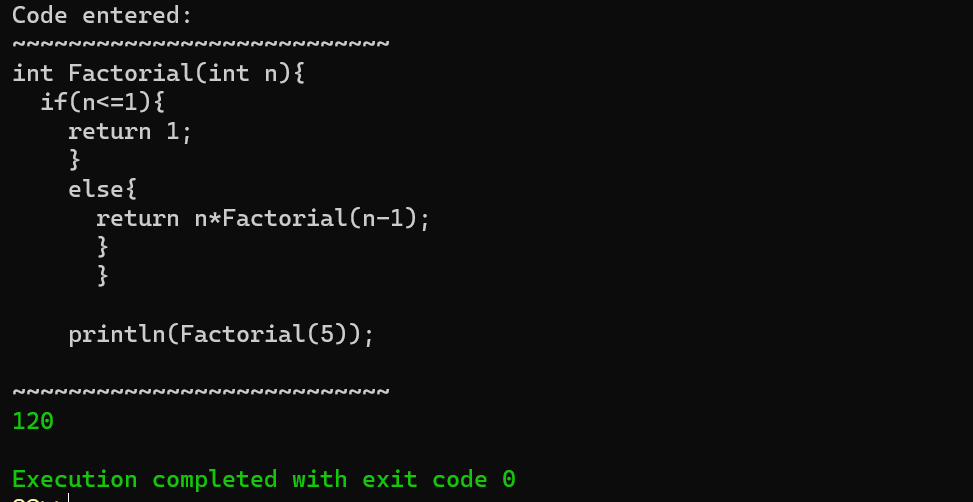 Code entered:
~~~~~~~~~~~~~~~~~~~~~~~~~~~
int Factorial(int n){
  if(n<=1){
    return 1;
    }
    else{
      return n*Factorial(n-1);
      }
      }

    println(Factorial(5));

~~~~~~~~~~~~~~~~~~~~~~~~~~~
120

Execution completed with exit code 0